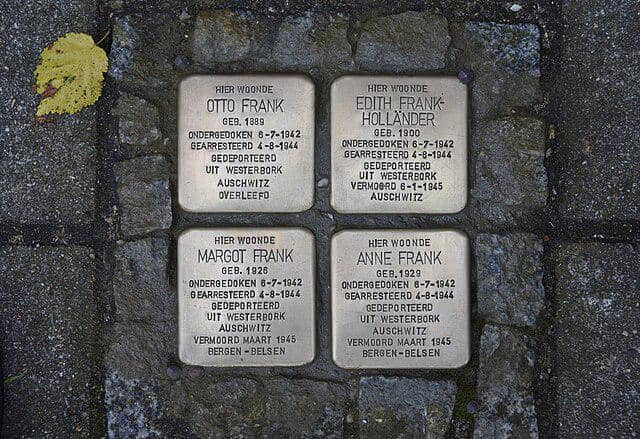 HIER WOONDE
OTTO FRANK
GEB. 1889
ONDERGEDOKEN 6-7-1942
GEARRESTEERD 4-8-1944
GEDEPORTEERD
UIT WESTERBORK
AUSCHWITZ
OVERLEEFD
HIER WOONDE
EDITH FRANK-
HOLLÄNDER
GEB. 1900
ONDERGEDOKEN 6-7-1942
GEARRESTEERD 4-8-1944
GEDEPORTEERD
UIT WESTERBORK
VERMOORD 6-1-1945
AUSCHWITZ
HIER WOONDE
MARGOT FRANK
GEB. 1926
ONDERGEDOKEN 6-7-1942
GEARRESTEERD 4-8-1944
GEDEPORTEERD
UIT WESTERBORK
AUSCHWITZ
VERMOORD MAART 1945
BERGEN-BELSEN
HIER WOONDE
ANNE FRANK
GEB. 1929
ONDERGEDOKEN 6-7-1942
GEARRESTEERD 4-8-1944
GEDEPORTEERD
UIT WESTERBORK
AUSCHWITZ
VERMOORD MAART 1945
BERGEN-BELSEN